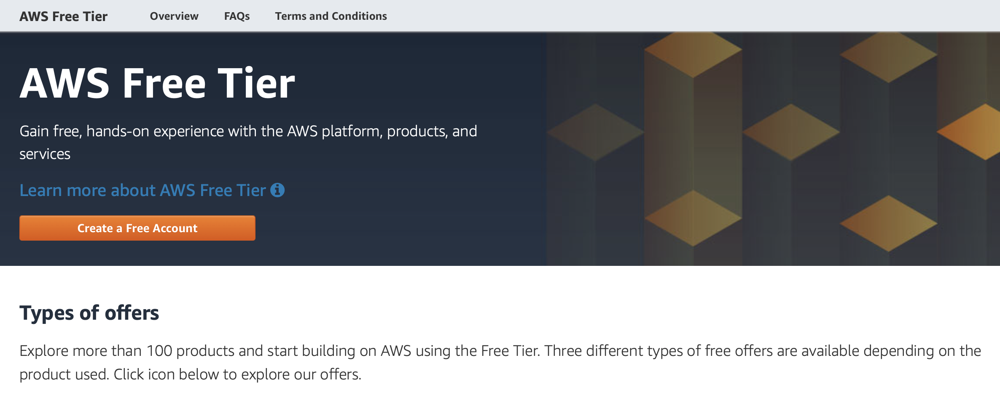 AWS Free Tier Overview FAQs Terms and Conditions
AWS Free Tier
Gain free, hands-on experience with the AWS platform, products, and
services
Learn more about AWS Free Tier
Create a Free Account
Types of offers
Explore more than 100 products and start building on AWS using the Free Tier. Three different types of free offers are available depending on the
product used. Click icon below to explore our offers.